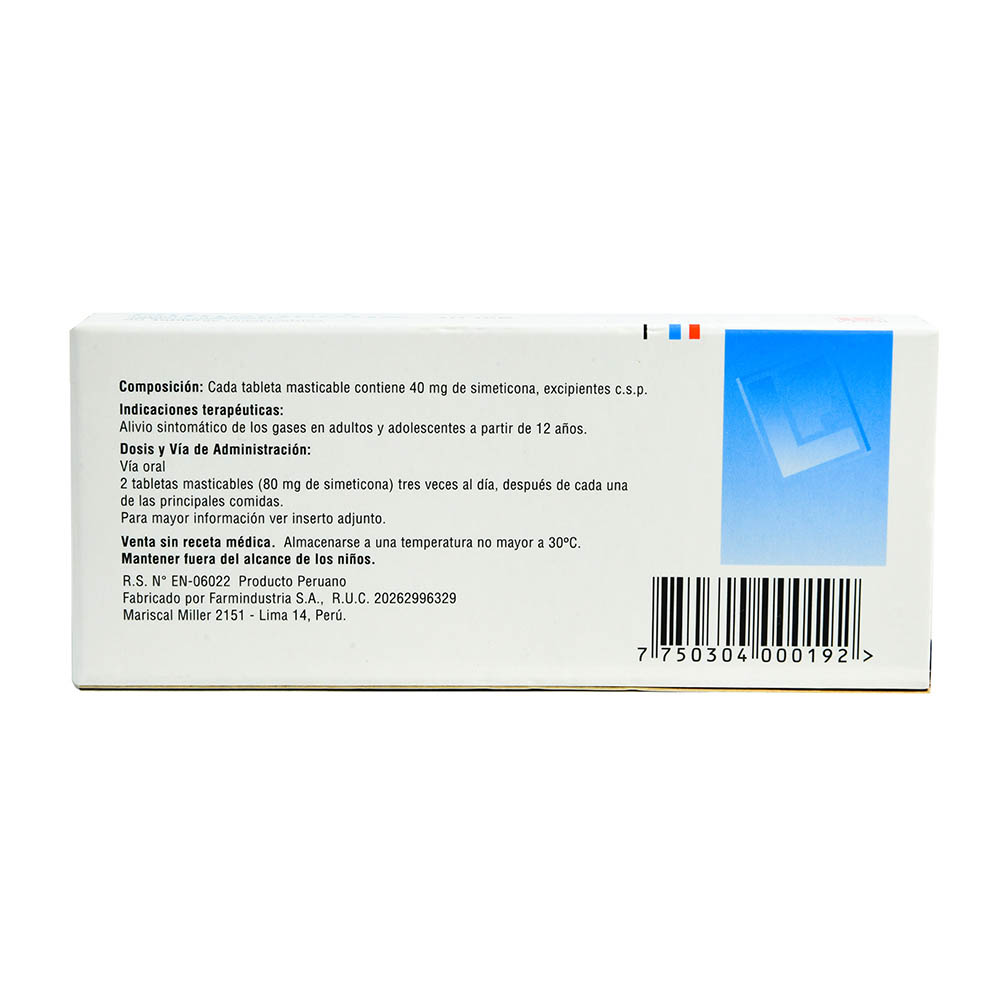 Composición: Cada tableta masticable contiene 40 mg de simeticona, excipientes c.s.p.
Indicaciones terapéuticas:
Alivio sintomático de los gases en adultos y adolescentes a partir de 12 años.
Dosis y Vía de Administración:
Vía oral
2 tabletas masticables (80 mg de simeticona) tres veces al día, después de cada una
de las principales comidas.
Para mayor información ver inserto adjunto.
Venta sin receta médica. Almacenarse a una temperatura no mayor a 30ºC.
Mantener fuera del alcance de los niños.
R.S. N° EN-06022 Producto Peruano
Fabricado por Farmindustria S.A., R.U.C. 20262996329
Mariscal Miller 2151 - Lima 14, Perú.
7 750304 000192 >